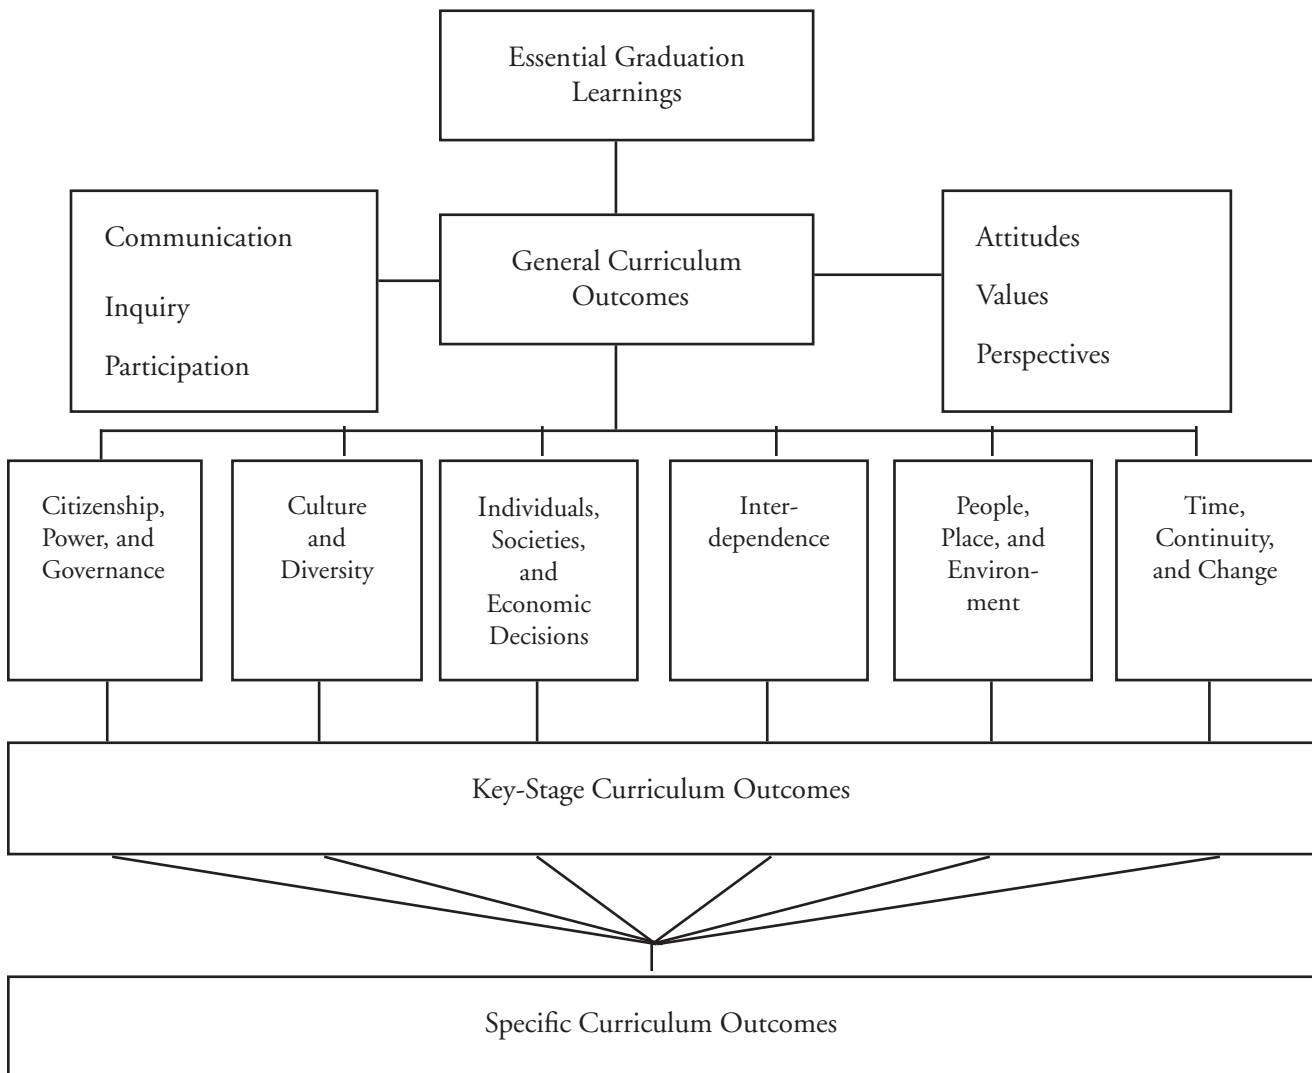 Essential Graduation
Learnings
Communication
Inquiry
Participation
General Curriculum
Outcomes
Attitudes
Values
Perspectives
Citizenship,
Power, and
Governance
Culture
and
Diversity
Individuals,
Societies,
and
Economic
Decisions
Inter-
dependence
People,
Place, and
Environ-
ment
Time,
Continuity,
and Change
Key-Stage Curriculum Outcomes
Specific Curriculum Outcomes